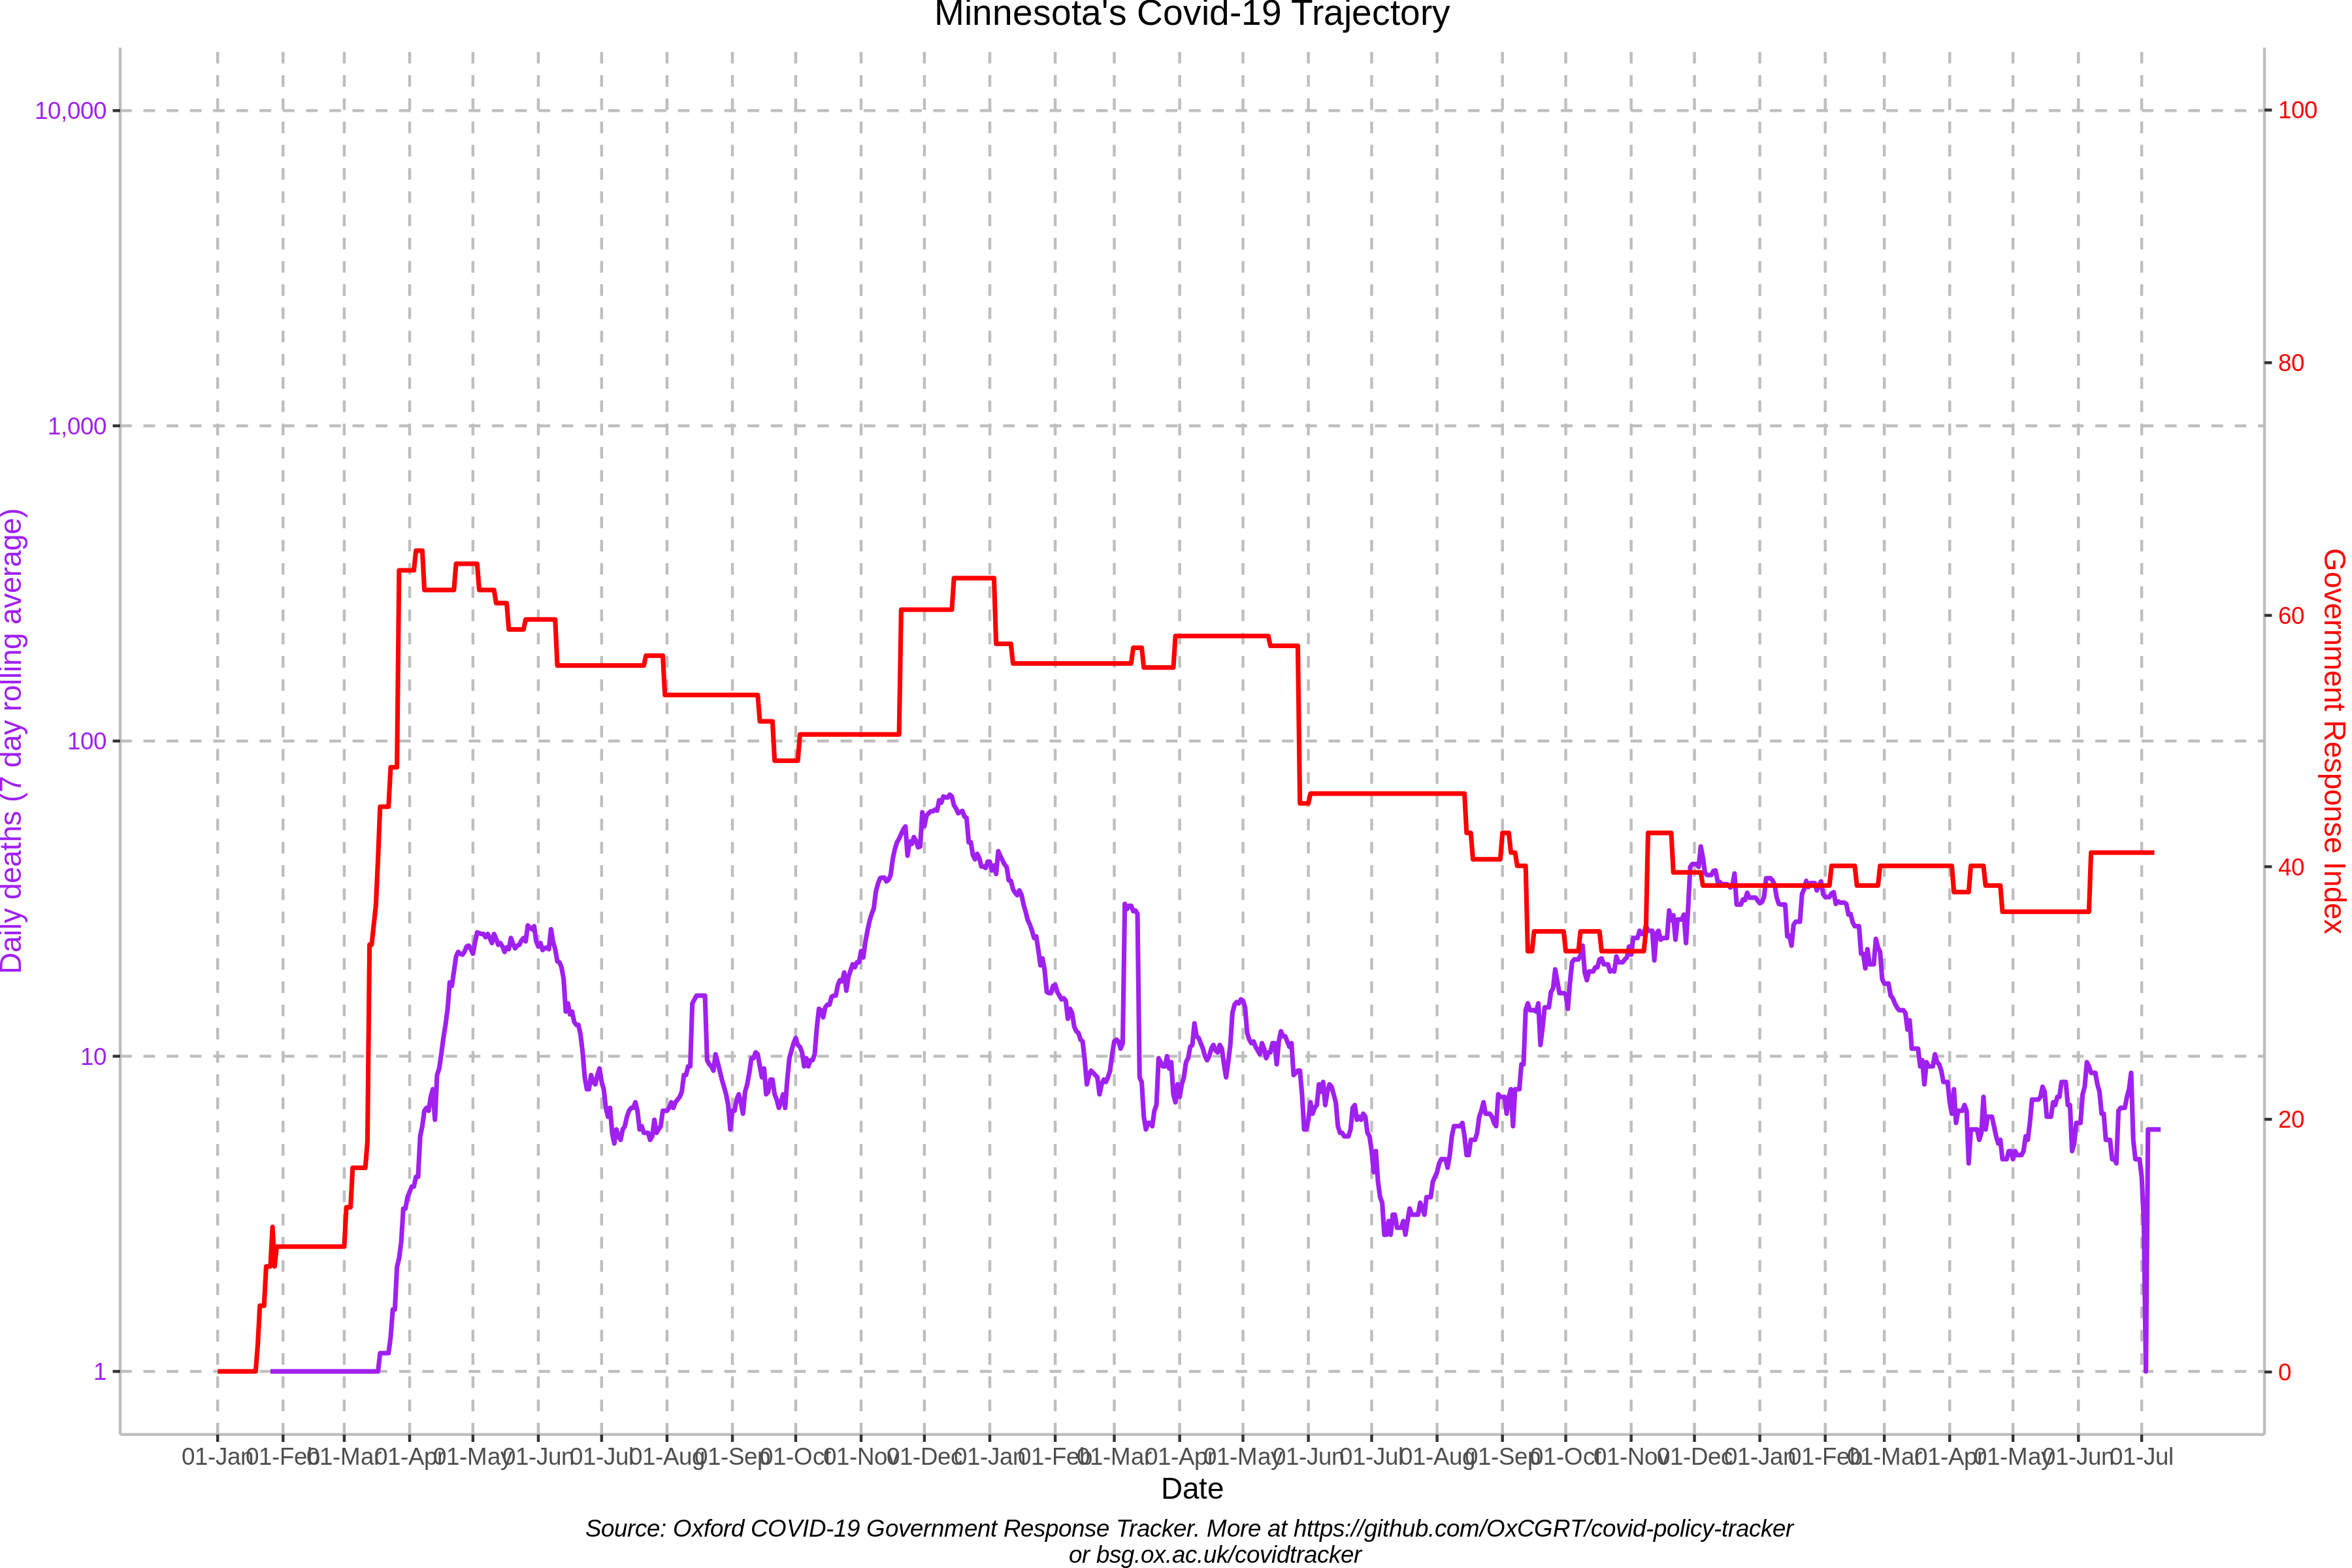 Minnesota's Covid-19 Trajectory
10,000
1,000
100
10
1
Daily deaths (7 day rolling average)
100
80
60
40
20
0
Government Response Index
01-Jan 01-Feb 01-Mar 01-Apr 01-May 01-Jun 01-Jul 01-Aug 01-Sep 01-Oct 01-Nov 01-Dec 01-Jan 01-Feb 01-Mar 01-Apr 01-May 01-Jun 01-Jul 01-Aug 01-Sep 01-Oct 01-Nov 01-Dec 01-Jan 01-Feb 01-Mar 01-Apr 01-May 01-Jun 01-Jul
Date
Source: Oxford COVID-19 Government Response Tracker. More at https://github.com/OxCGRT/covid-policy-tracker
or bsg.ox.ac.uk/covidtracker